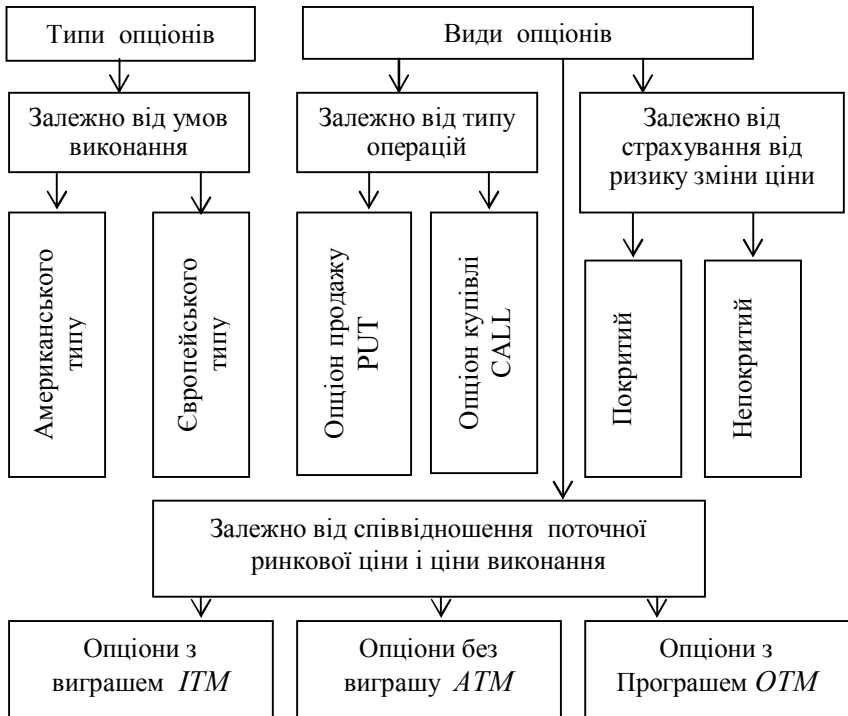 Типи опціонів
Види опціонів
Залежно від умов
виконання
Залежно від типу
операцій
Залежно від
страхування від
ризику зміни ціни
Американського
типу
Європейського
типу
Опціон продажу
PUT
Опціон купівлі
CALL
Покритий
Непокритий
Залежно від співвідношення поточної
ринкової ціни і ціни виконання
Опціони з
виграшем ITM
Опціони без
виграшу ATM
Опціони з
Програшем OTM